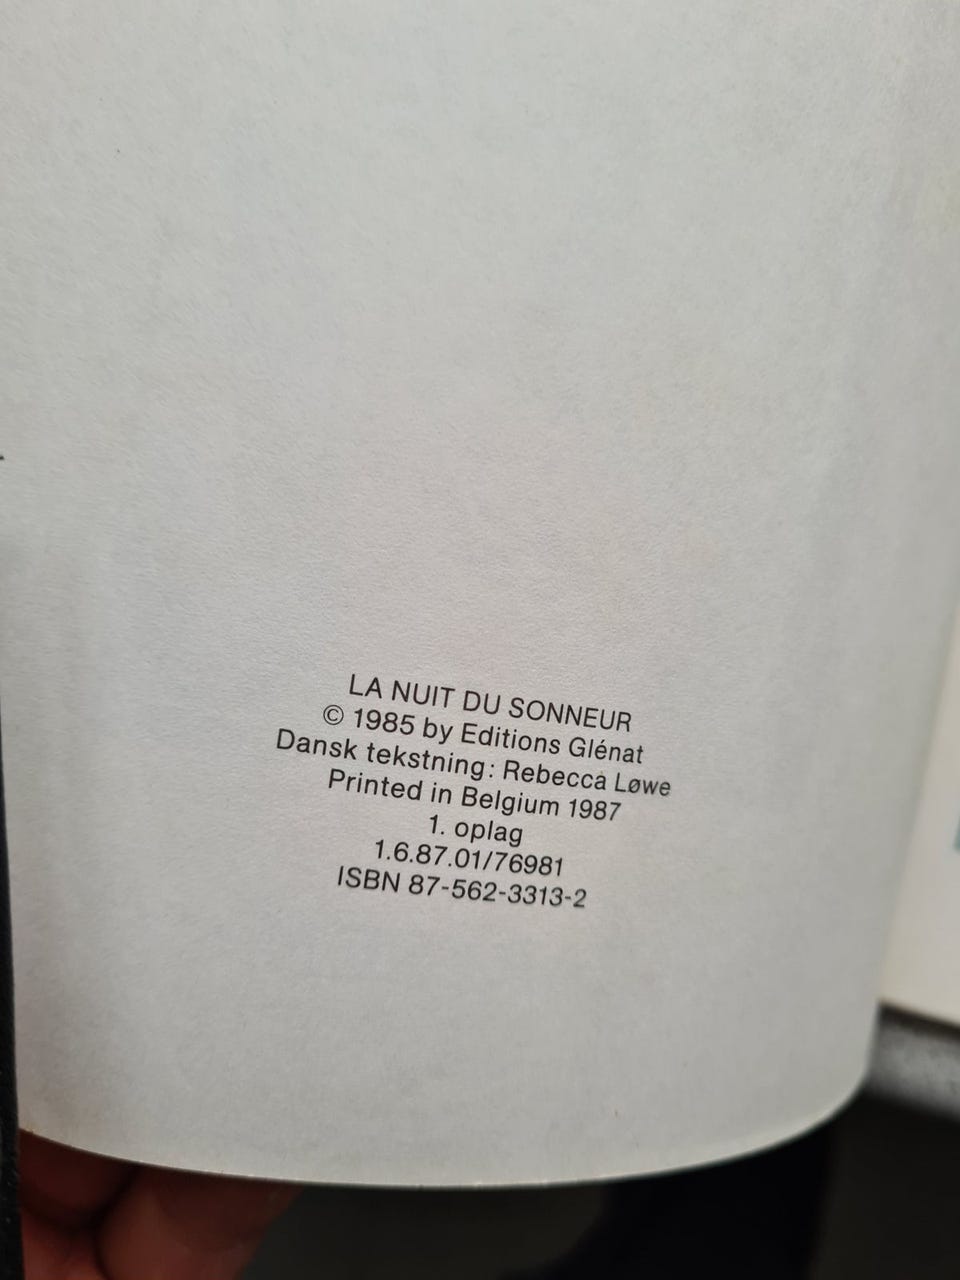 LA NUIT DU SONNEUR
© 1985 by Editions Glénat
Dansk tekstning: Rebecca Løwe
Printed in Belgium 1987
1. oplag
1.6.87.01/76981
ISBN 87-562-3313-2